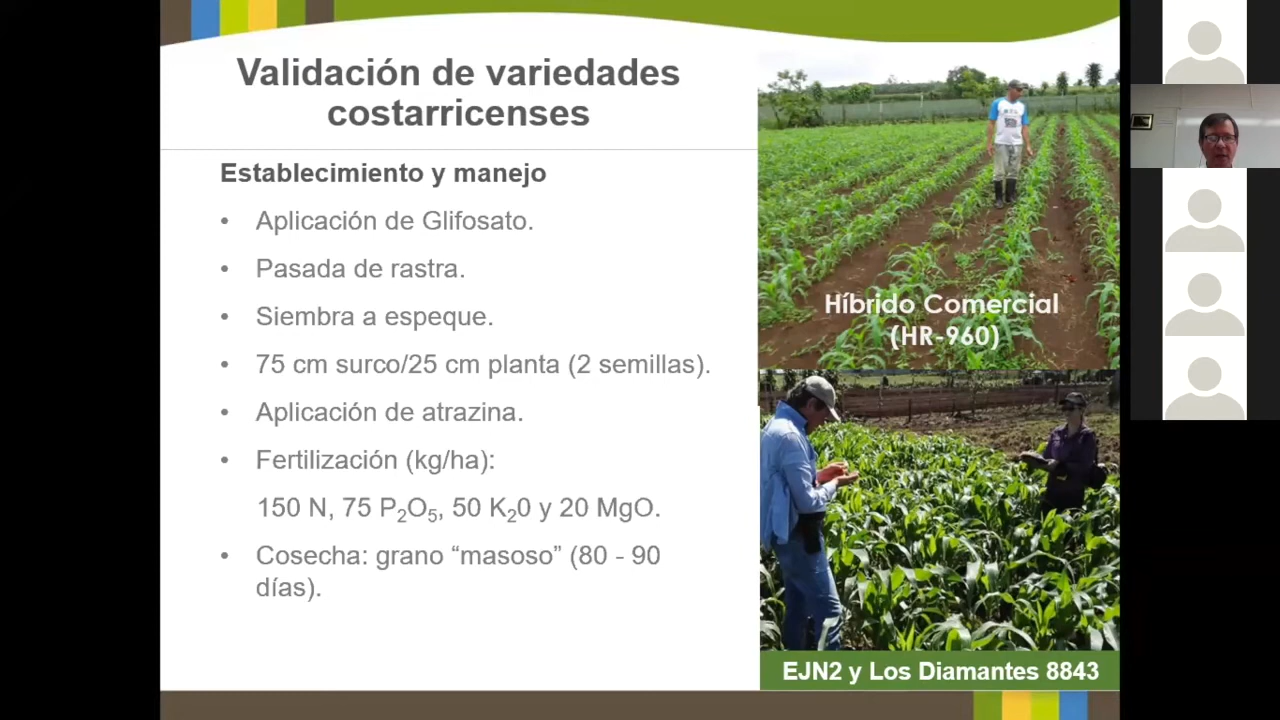 Validación de variedades
costarricenses
Establecimiento y manejo
• Aplicación de Glifosato.
• Pasada de rastra.
• Siembra a espeque.
• 75 cm surco/25 cm planta (2 semillas).
• Aplicación de atrazina.
• Fertilización (kg/ha):
150 N, 75 P₂O₅, 50 K₂0 y 20 MgO.
• Cosecha: grano “masoso” (80 - 90
días).
Híbrido Comercial
(HR-960)
EJN2 y Los Diamantes 8843